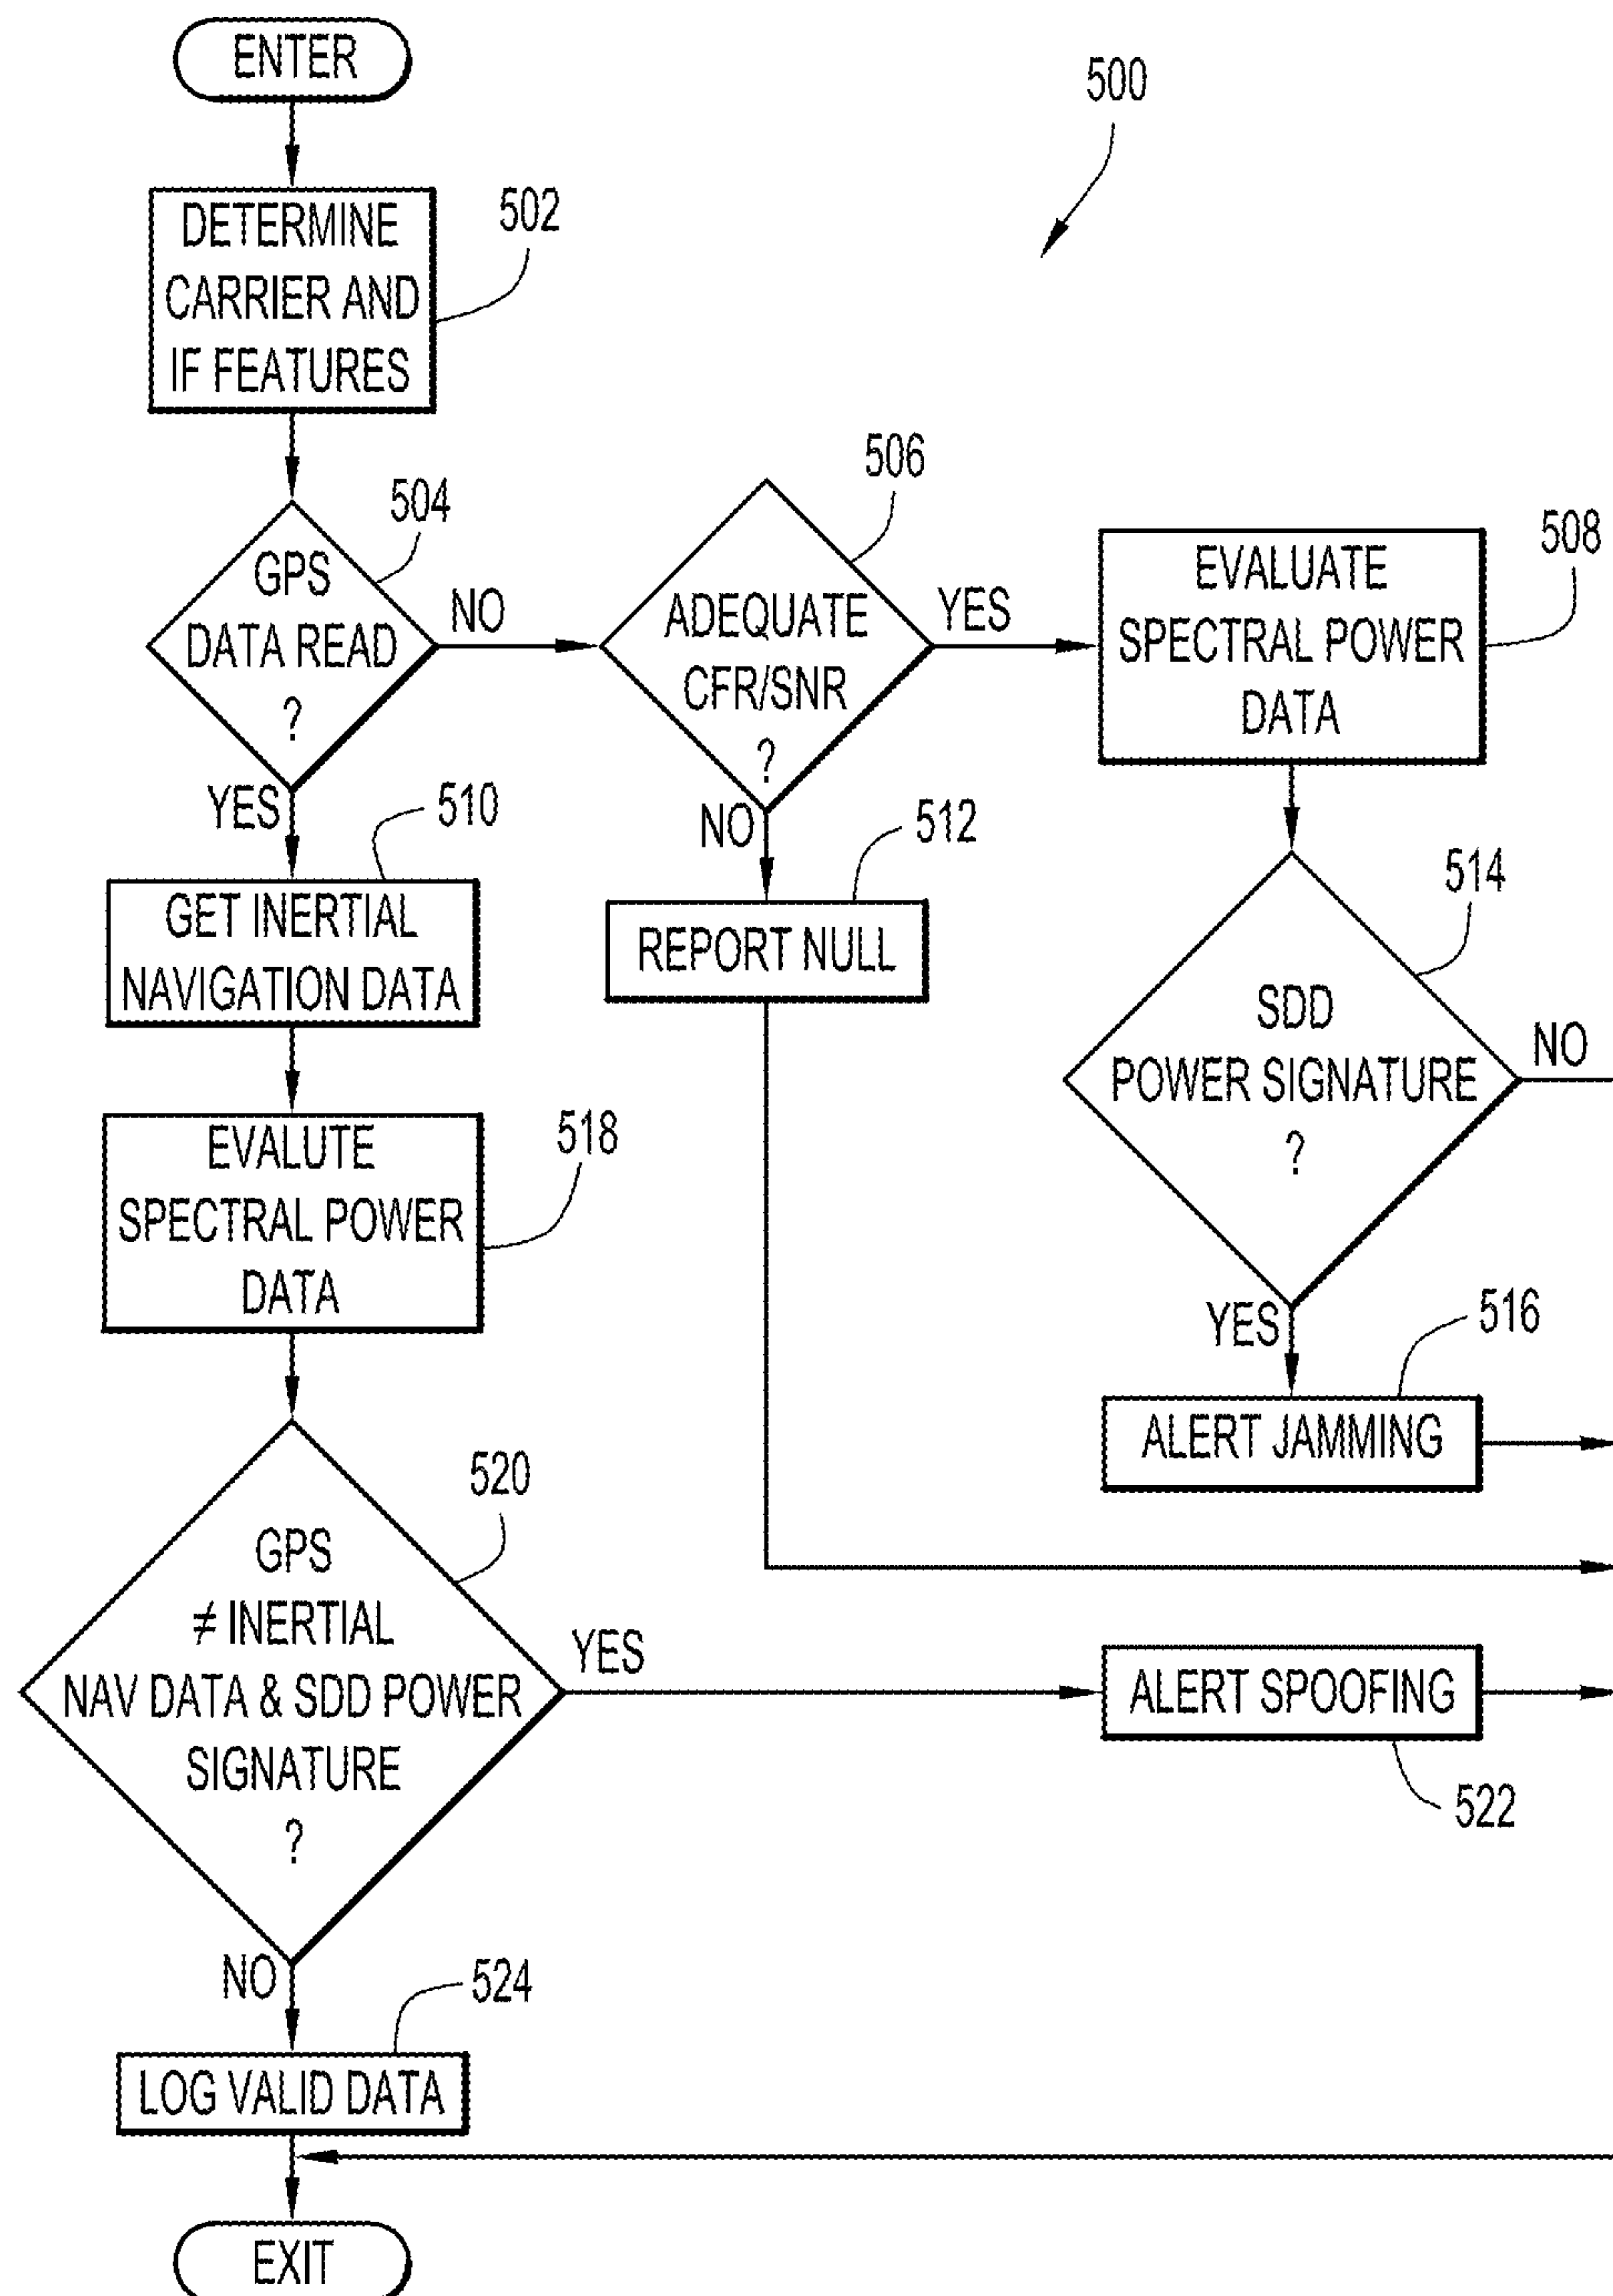 ENTER
500
DETERMINE
CARRIER AND
IF FEATURES
502
GPS
DATA READ
?
504
NO
YES
ADEQUATE
CFR/SNR
?
506
YES
NO
EVALUATE
SPECTRAL POWER
DATA
508
GET INERTIAL
NAVIGATION DATA
510
REPORT NULL
512
SDD
POWER SIGNATURE
?
514
NO
YES
EVALUTE
SPECTRAL POWER
DATA
518
ALERT JAMMING
516
GPS
≠ INERTIAL
NAV DATA & SDD POWER
SIGNATURE
?
520
YES
NO
ALERT SPOOFING
522
LOG VALID DATA
524
EXIT